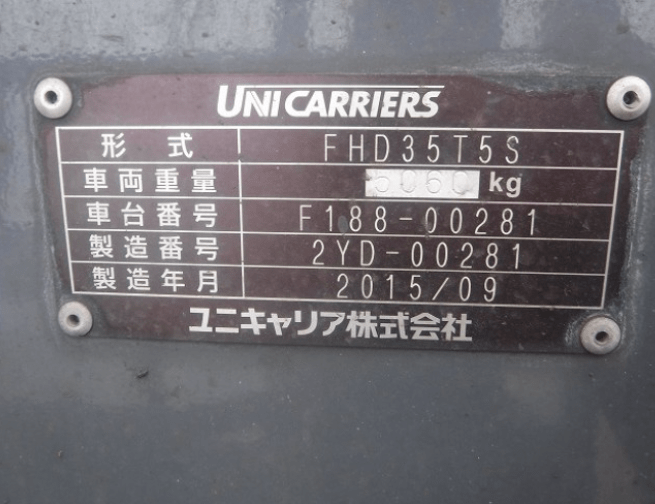 UNICARRIERS
形式 FHD35T5S
車両重量 5060 kg
車台番号 F188-00281
製造番号 2YD-00281
製造年月 2015/09
ユニキャリア株式会社